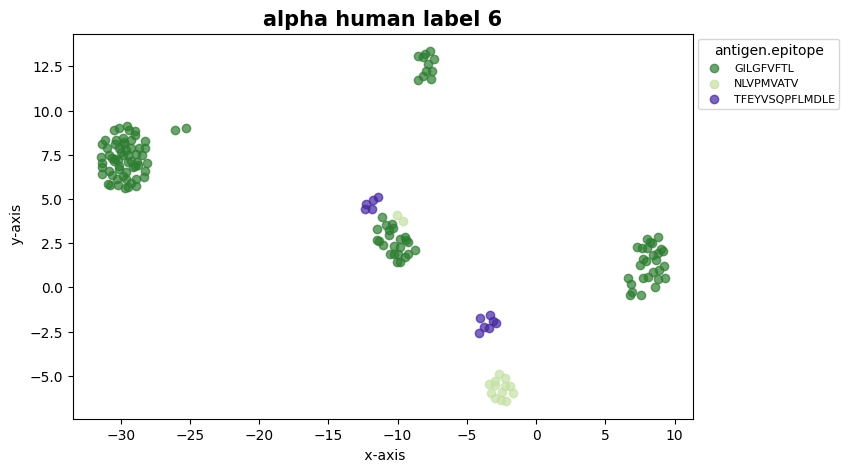 alpha human label 6
antigen.epitope
GILGFVFTL
NLVPMVATV
TFEYVSQPFLMDLE
12.5
10.0
7.5
5.0
2.5
0.0
−2.5
−5.0
y-axis
−30
−25
−20
−15
−10
−5
0
5
10
x-axis